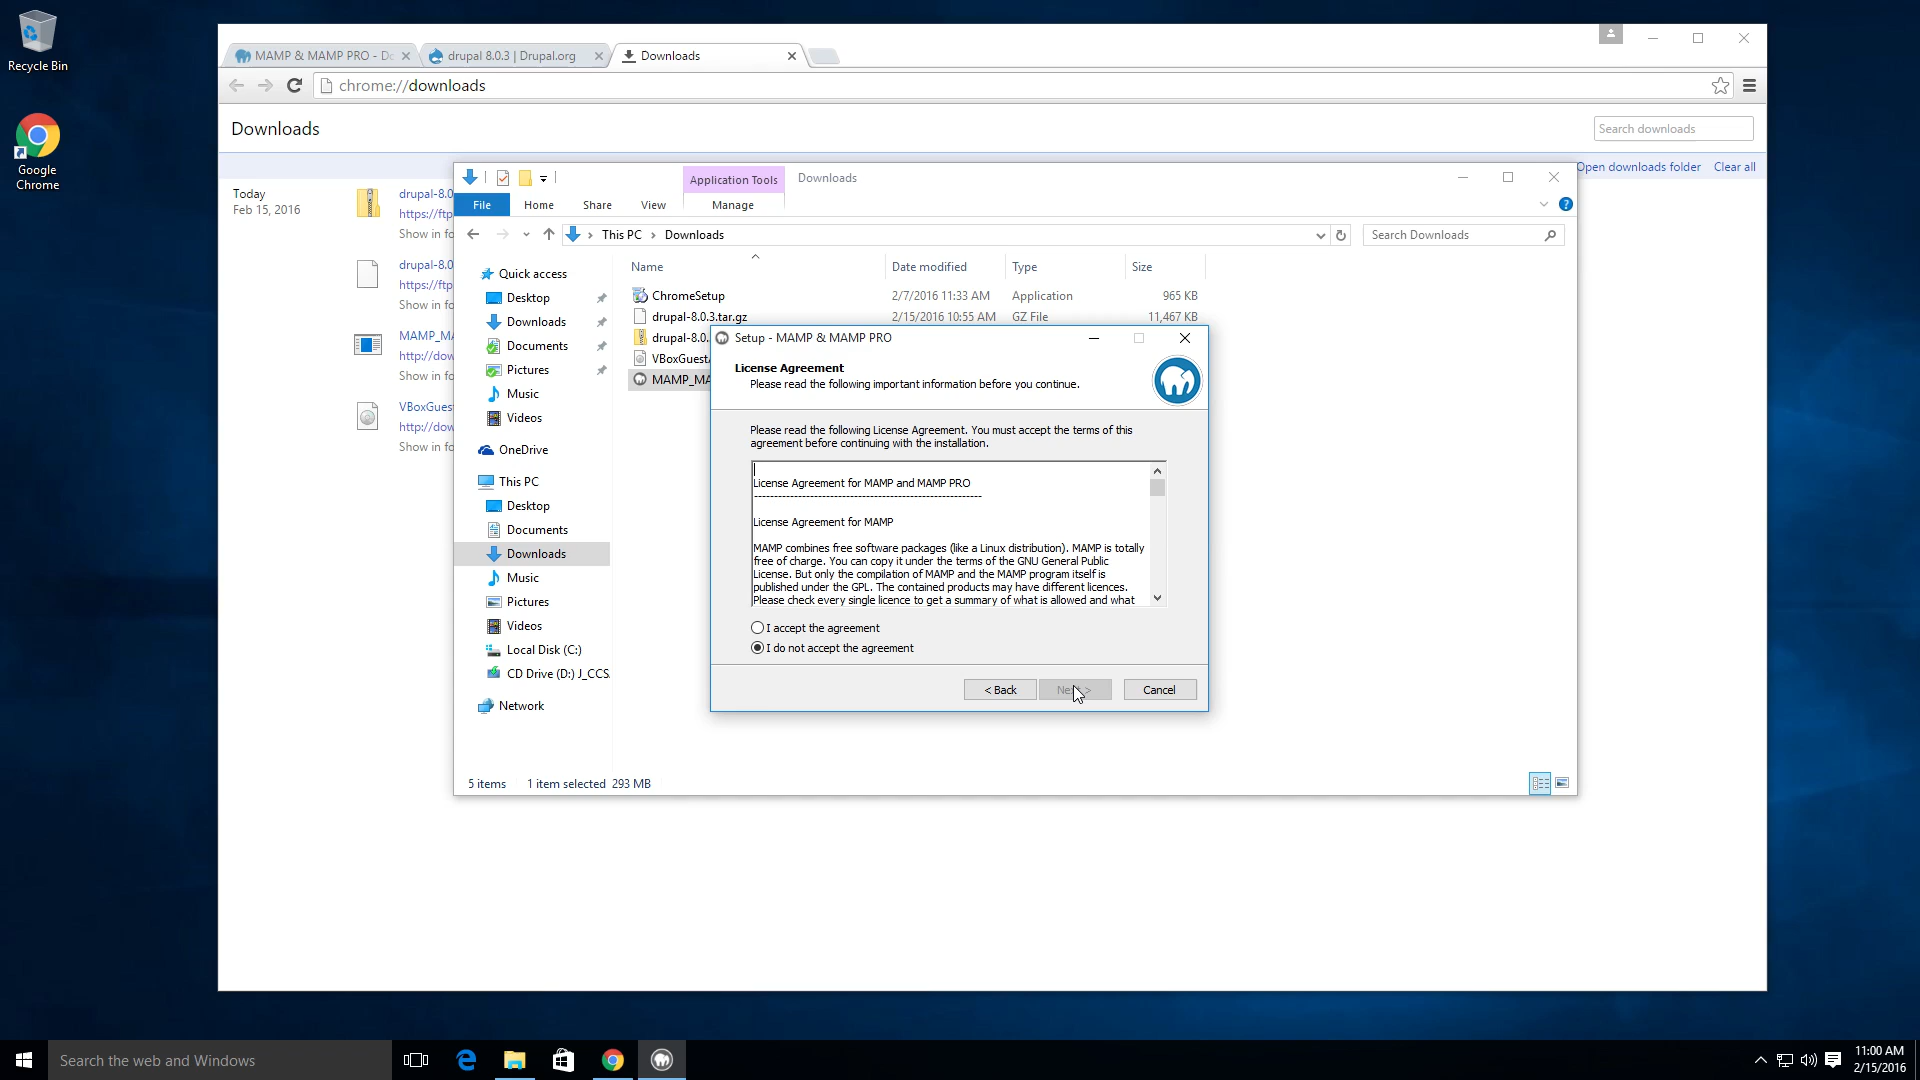 Recycle Bin
Google
Chrome
MAMP & MAMP PRO - Do
drupal 8.0.3 | Drupal.org
Downloads
chrome://downloads
Downloads
Search downloads
Open downloads folder
Clear all
Today
Feb 15, 2016
drupal-8.0
https://ftp
Show in fo
drupal-8.0
https://ftp
Show in fo
MAMP_MA
http://dow
Show in fo
VBoxGues
http://dow
Show in fo
Application Tools
Downloads
File
Home
Share
View
Manage
This PC
Downloads
Search Downloads
Quick access
Desktop
Downloads
Documents
Pictures
Music
Videos
OneDrive
This PC
Desktop
Documents
Downloads
Music
Pictures
Videos
Local Disk (C:)
CD Drive (D:) J_CCS
Network
Name
Date modified
Type
Size
ChromeSetup
2/7/2016 11:33 AM
Application
965 KB
drupal-8.0.3.tar.gz
2/15/2016 10:55 AM
GZ File
11,467 KB
drupal-8.0.
VBoxGuest
MAMP_MA
Setup - MAMP & MAMP PRO
License Agreement
Please read the following important information before you continue.
Please read the following License Agreement. You must accept the terms of this
agreement before continuing with the installation.
License Agreement for MAMP and MAMP PRO
---------------------------------------------------------
License Agreement for MAMP
MAMP combines free software packages (like a Linux distribution). MAMP is totally
free of charge. You can copy it under the terms of the GNU General Public
License. But only the compilation of MAMP and the MAMP program itself is
published under the GPL. The contained products may have different licences.
Please check every single licence to get a summary of what is allowed and what
I accept the agreement
I do not accept the agreement
< Back
Next >
Cancel
5 items
1 item selected 293 MB
Search the web and Windows
11:00 AM
2/15/2016